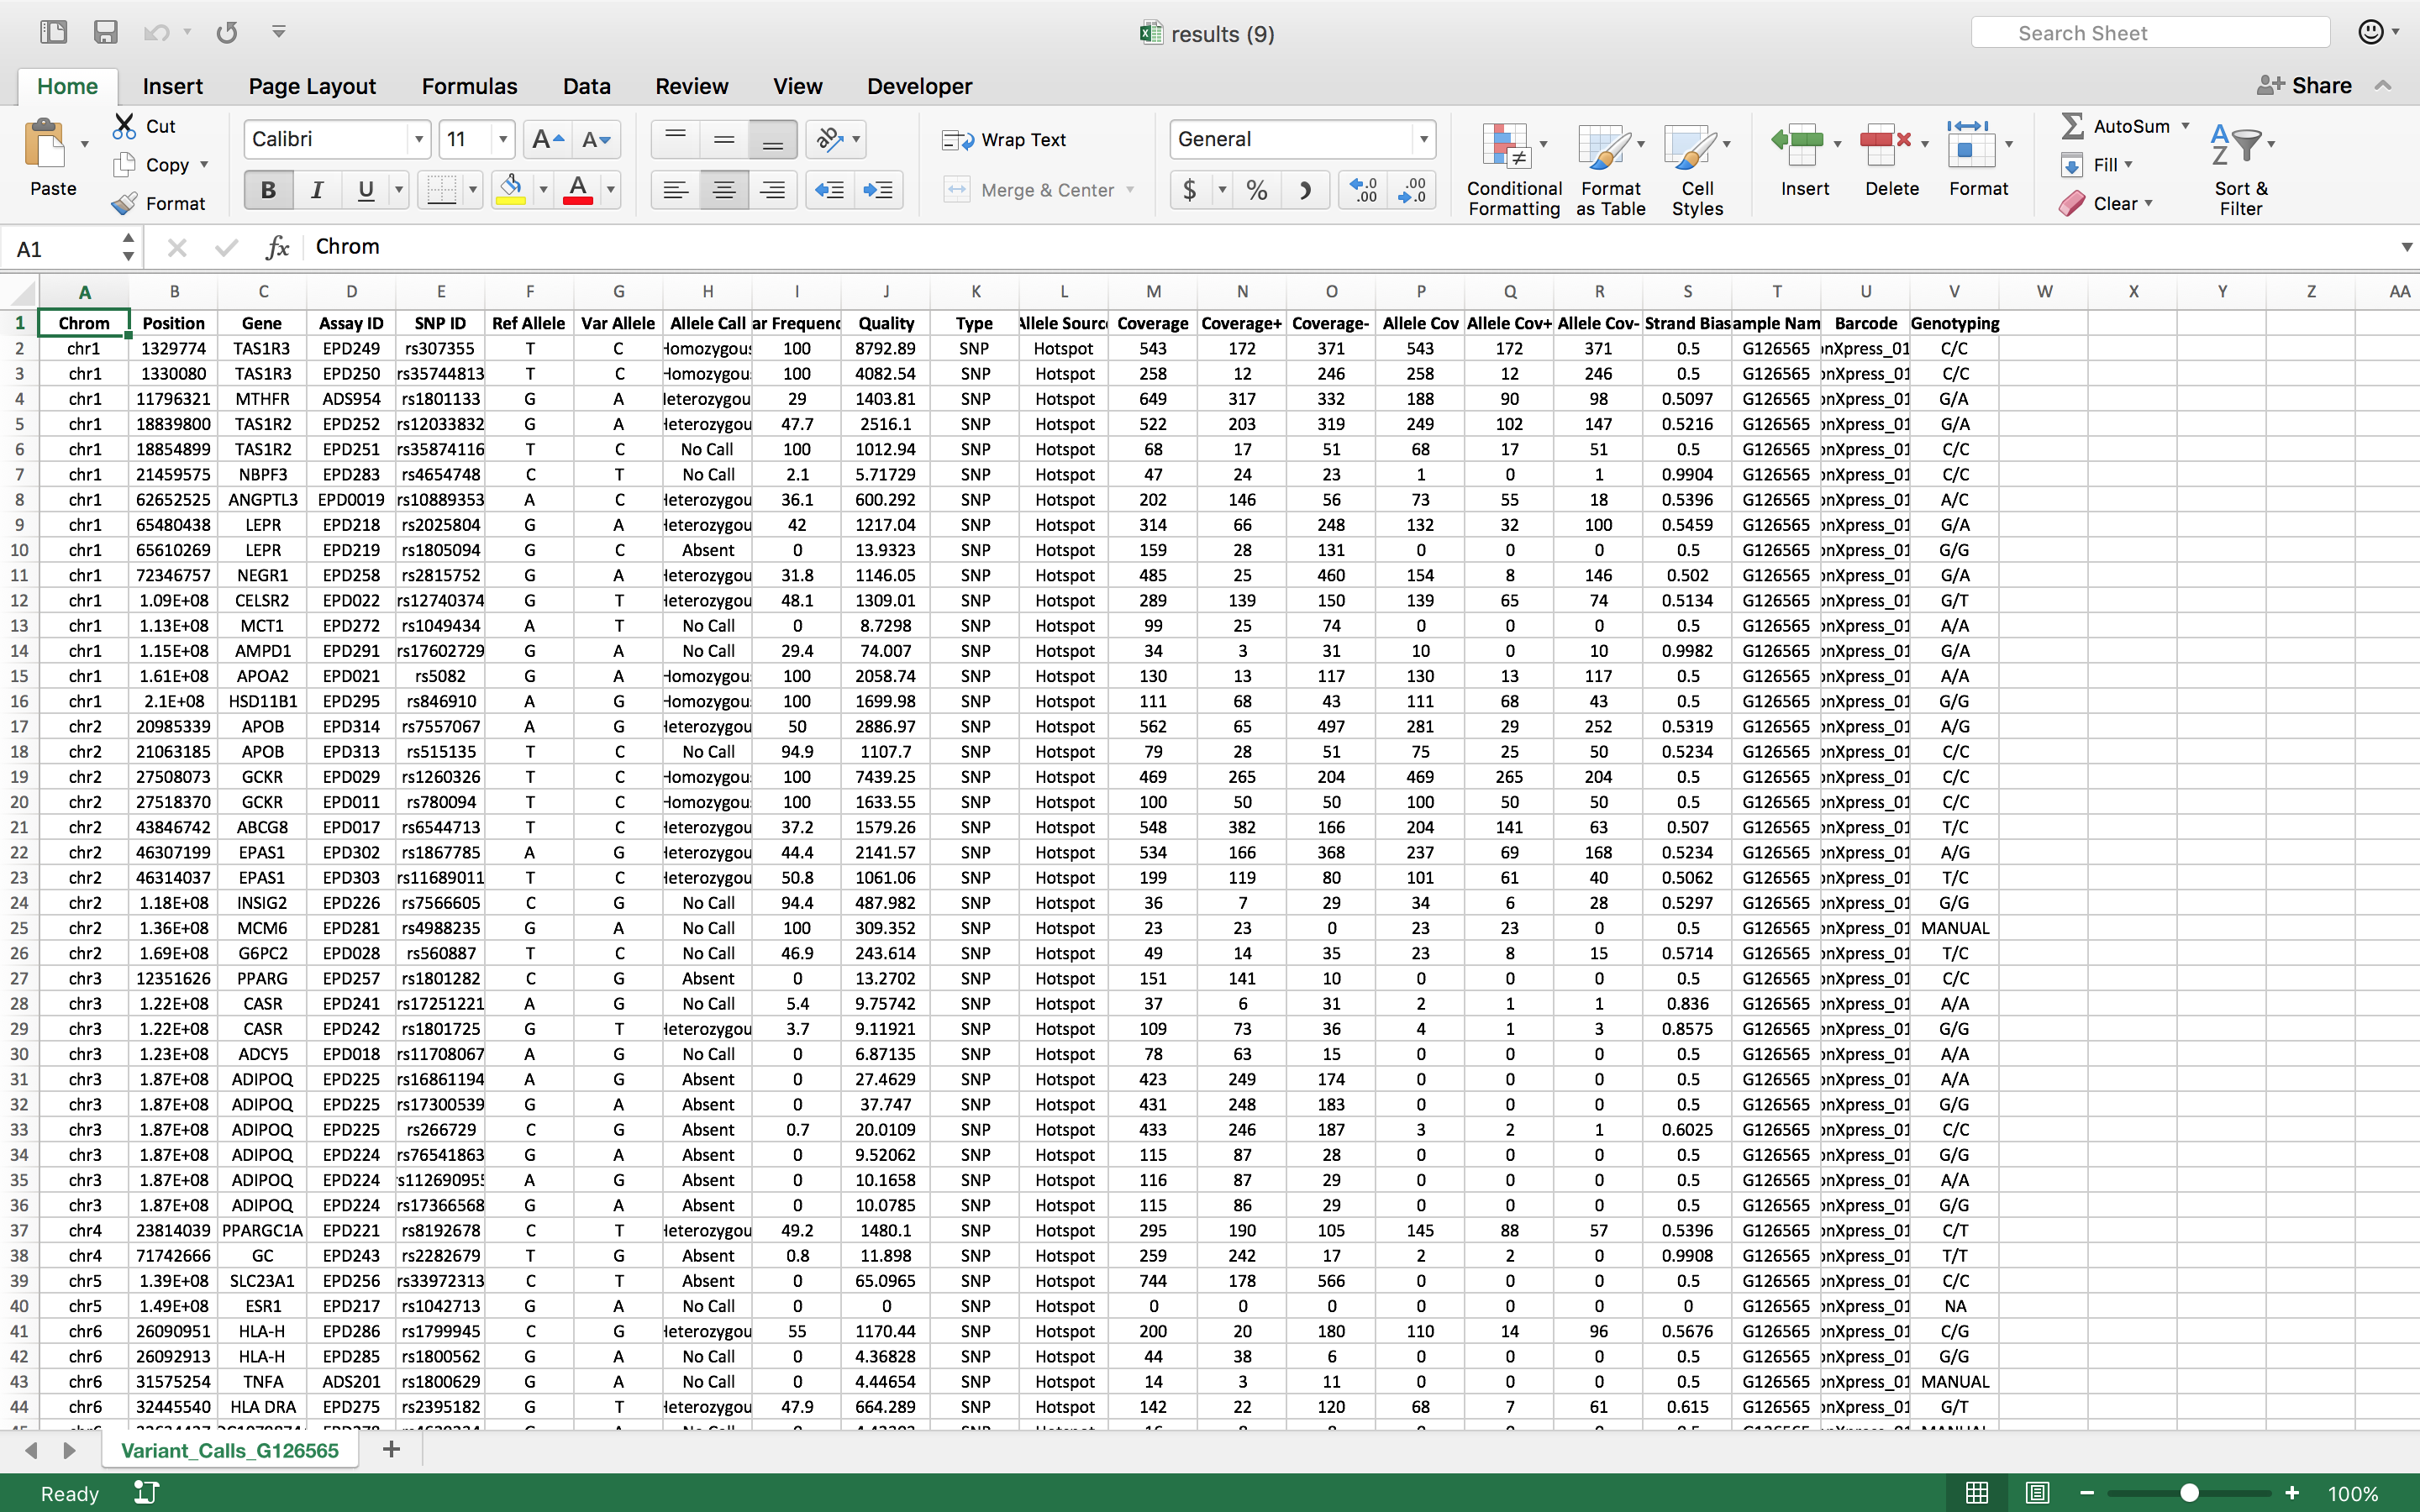 results (9)
Search Sheet
Home Insert Page Layout Formulas Data Review View Developer Share
Paste Cut Copy Format
Calibri 11 A A
B I U A
Wrap Text
Merge & Center
General
$ % .0 .00 .00 .0
Conditional Formatting Format as Table Cell Styles
Insert Delete Format
AutoSum Fill Clear
Sort & Filter
A1 fx Chrom
A B C D E F G H I J K L M N O P Q R S T U V W X Y Z AA
1 Chrom Position Gene Assay ID SNP ID Ref Allele Var Allele Allele Call ar Frequenc Quality Type Allele Sourc Coverage Coverage+ Coverage- Allele Cov Allele Cov+ Allele Cov- Strand Bias ample Nam Barcode Genotyping
2 chr1 1329774 TAS1R3 EPD249 rs307355 T C Homozygous 100 8792.89 SNP Hotspot 543 172 371 543 172 371 0.5 G126565 onXpress_01 C/C
3 chr1 1330080 TAS1R3 EPD250 rs35744813 T C Homozygou 100 4082.54 SNP Hotspot 258 12 246 258 12 246 0.5 G126565 onXpress_01 C/C
4 chr1 11796321 MTHFR ADS954 rs1801133 G A Heterozygou 29 1403.81 SNP Hotspot 649 317 332 188 90 98 0.5097 G126565 onXpress_01 G/A
5 chr1 18839800 TAS1R2 EPD252 rs12033832 G A Heterozygou 47.7 2516.1 SNP Hotspot 522 203 319 249 102 147 0.5216 G126565 onXpress_01 G/A
6 chr1 18854899 TAS1R2 EPD251 rs35874116 T C No Call 100 1012.94 SNP Hotspot 68 17 51 68 17 51 0.5 G126565 onXpress_01 C/C
7 chr1 21459575 NBPF3 EPD283 rs4654748 C T No Call 2.1 5.71729 SNP Hotspot 47 24 23 1 0 1 0.9904 G126565 onXpress_01 C/C
8 chr1 62652525 ANGPTL3 EPD0019 rs10889353 A C Heterozygou 36.1 600.292 SNP Hotspot 202 146 56 73 55 18 0.5396 G126565 onXpress_01 A/C
9 chr1 65480438 LEPR EPD218 rs2025804 G A Heterozygou 42 1217.04 SNP Hotspot 314 66 248 132 32 100 0.5459 G126565 onXpress_01 G/A
10 chr1 65610269 LEPR EPD219 rs1805094 G C Absent 0 13.9323 SNP Hotspot 159 28 131 0 0 0 0.5 G126565 onXpress_01 G/G
11 chr1 72346757 NEGR1 EPD258 rs2815752 G A Heterozygou 31.8 1146.05 SNP Hotspot 485 25 460 154 8 146 0.502 G126565 onXpress_01 G/A
12 chr1 1.09E+08 CELSR2 EPD022 rs12740374 G T Heterozygou 48.1 1309.01 SNP Hotspot 289 139 150 139 65 74 0.5134 G126565 onXpress_01 G/T
13 chr1 1.13E+08 MCT1 EPD272 rs1049434 A T No Call 0 8.7298 SNP Hotspot 99 25 74 0 0 0 0.5 G126565 onXpress_01 A/A
14 chr1 1.15E+08 AMPD1 EPD291 rs17602729 G A No Call 29.4 74.007 SNP Hotspot 34 3 31 10 0 10 0.9982 G126565 onXpress_01 G/A
15 chr1 1.61E+08 APOA2 EPD021 rs5082 G A Homozygou 100 2058.74 SNP Hotspot 130 13 117 130 13 117 0.5 G126565 onXpress_01 A/A
16 chr1 2.1E+08 HSD11B1 EPD295 rs846910 A G Homozygou 100 1699.98 SNP Hotspot 111 68 43 111 68 43 0.5 G126565 onXpress_01 G/G
17 chr2 20985339 APOB EPD314 rs7557067 A G Heterozygou 50 2886.97 SNP Hotspot 562 65 497 281 29 252 0.5319 G126565 onXpress_01 A/G
18 chr2 21063185 APOB EPD313 rs515135 T C No Call 94.9 1107.7 SNP Hotspot 79 28 51 75 25 50 0.5234 G126565 onXpress_01 C/C
19 chr2 27508073 GCKR EPD029 rs1260326 T C Homozygou 100 7439.25 SNP Hotspot 469 265 204 469 265 204 0.5 G126565 onXpress_01 C/C
20 chr2 27518370 GCKR EPD011 rs780094 T C Homozygou 100 1633.55 SNP Hotspot 100 50 50 100 50 50 0.5 G126565 onXpress_01 C/C
21 chr2 43846742 ABCG8 EPD017 rs6544713 T C Heterozygou 37.2 1579.26 SNP Hotspot 548 382 166 204 141 63 0.507 G126565 onXpress_01 T/C
22 chr2 46307199 EPAS1 EPD302 rs1867785 A G Heterozygou 44.4 2141.57 SNP Hotspot 534 166 368 237 69 168 0.5234 G126565 onXpress_01 A/G
23 chr2 46314037 EPAS1 EPD303 rs11689011 T C Heterozygou 50.8 1061.06 SNP Hotspot 199 119 80 101 61 40 0.5062 G126565 onXpress_01 T/C
24 chr2 1.18E+08 INSIG2 EPD226 rs7566605 C G No Call 94.4 487.982 SNP Hotspot 36 7 29 34 6 28 0.5297 G126565 onXpress_01 G/G
25 chr2 1.36E+08 MCM6 EPD281 rs4988235 G A No Call 100 309.352 SNP Hotspot 23 23 0 23 23 0 0.5 G126565 onXpress_01 MANUAL
26 chr2 1.69E+08 G6PC2 EPD028 rs560887 T C No Call 46.9 243.614 SNP Hotspot 49 14 35 23 8 15 0.5714 G126565 onXpress_01 T/C
27 chr3 12351626 PPARG EPD257 rs1801282 C G Absent 0 13.2702 SNP Hotspot 151 141 10 0 0 0 0.5 G126565 onXpress_01 C/C
28 chr3 1.22E+08 CASR EPD241 rs17251221 A G No Call 5.4 9.75742 SNP Hotspot 37 6 31 2 1 1 0.836 G126565 onXpress_01 A/A
29 chr3 1.22E+08 CASR EPD242 rs1801725 G T Heterozygou 3.7 9.11921 SNP Hotspot 109 73 36 4 1 3 0.8575 G126565 onXpress_01 G/G
30 chr3 1.23E+08 ADCY5 EPD018 rs11708067 A G No Call 0 6.87135 SNP Hotspot 78 63 15 0 0 0 0.5 G126565 onXpress_01 A/A
31 chr3 1.87E+08 ADIPOQ EPD225 rs16861194 A G Absent 0 27.4629 SNP Hotspot 423 249 174 0 0 0 0.5 G126565 onXpress_01 A/A
32 chr3 1.87E+08 ADIPOQ EPD225 rs17300539 G A Absent 0 37.747 SNP Hotspot 431 248 183 0 0 0 0.5 G126565 onXpress_01 G/G
33 chr3 1.87E+08 ADIPOQ EPD225 rs266729 C G Absent 0.7 20.0109 SNP Hotspot 433 246 187 3 2 1 0.6025 G126565 onXpress_01 C/C
34 chr3 1.87E+08 ADIPOQ EPD224 rs76541863 G A Absent 0 9.52062 SNP Hotspot 115 87 28 0 0 0 0.5 G126565 onXpress_01 G/G
35 chr3 1.87E+08 ADIPOQ EPD224 rs11269095 A G Absent 0 10.1658 SNP Hotspot 116 87 29 0 0 0 0.5 G126565 onXpress_01 A/A
36 chr3 1.87E+08 ADIPOQ EPD224 rs17366568 G A Absent 0 10.0785 SNP Hotspot 115 86 29 0 0 0 0.5 G126565 onXpress_01 G/G
37 chr4 23814039 PPARGC1A EPD221 rs8192678 C T Heterozygou 49.2 1480.1 SNP Hotspot 295 190 105 145 88 57 0.5396 G126565 onXpress_01 C/T
38 chr4 71742666 GC EPD243 rs2282679 T G Absent 0.8 11.898 SNP Hotspot 259 242 17 2 2 0 0.9908 G126565 onXpress_01 T/T
39 chr5 1.39E+08 SLC23A1 EPD256 rs33972313 C T Absent 0 65.0965 SNP Hotspot 744 178 566 0 0 0 0.5 G126565 onXpress_01 C/C
40 chr5 1.49E+08 ESR1 EPD217 rs1042713 G A No Call 0 0 SNP Hotspot 0 0 0 0 0 0 0 G126565 onXpress_01 NA
41 chr6 26090951 HLA-H EPD286 rs1799945 C G Heterozygou 55 1170.44 SNP Hotspot 200 20 180 110 14 96 0.5676 G126565 onXpress_01 C/G
42 chr6 26092913 HLA-H EPD285 rs1800562 G A No Call 0 4.36828 SNP Hotspot 44 38 6 0 0 0 0.5 G126565 onXpress_01 G/G
43 chr6 31575254 TNFA ADS201 rs1800629 G A No Call 0 4.44654 SNP Hotspot 14 3 11 0 0 0 0.5 G126565 onXpress_01 MANUAL
44 chr6 32445540 HLA DRA EPD275 rs2395182 G T Heterozygou 47.9 664.289 SNP Hotspot 142 22 120 68 7 61 0.615 G126565 onXpress_01 G/T
Variant_Calls_G126565
Ready 100%